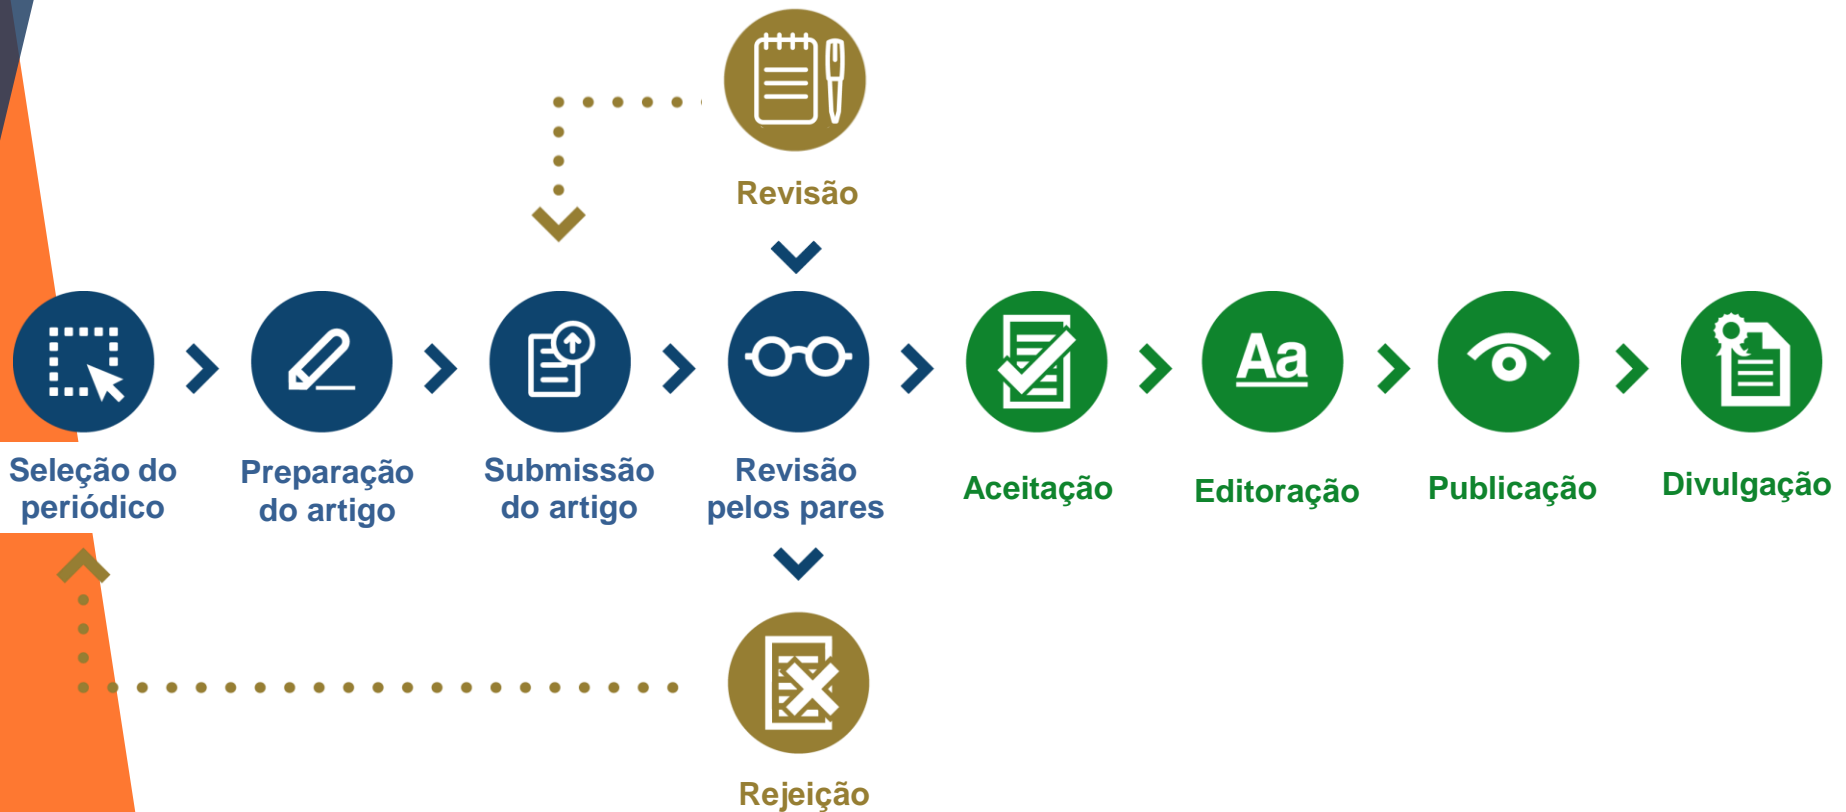 Revisão
Seleção do
periódico
Preparação
do artigo
Submissão
do artigo
Revisão
pelos pares
Aceitação
Aa
Editoração
Publicação
Divulgação
Rejeição